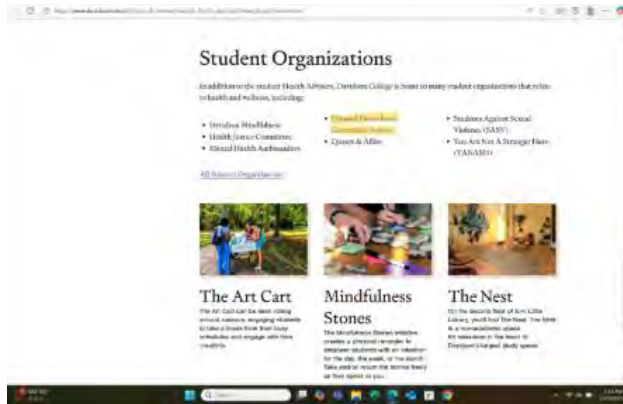 Student Organizations
In addition to the student Health Advisors, Davidson College is home to many student organizations that relate
to health and wellness, including:
• Davidson Mindfulness
• Health Justice Committee
• Mental Health Ambassadors
• Planned Parenthood
• Queers & Allies
• Students Against Sexual
Violence (SASV)
• You Are Not A Stranger Here
(YANASH)
All Student Organizations
The Art Cart
The Art Cart can be seen rolling
around campus, engaging students
to take a break from their busy
schedules and engage with their
creativity.
Mindfulness
Stones
The Mindfulness Stones initiative
creates a physical reminder to
empower students with an intention
for the day, the week, or the month.
Take and/or return the stones freely
as they speak to you.
The Nest
On the second floor of E.H. Little
Library, you'll find The Nest. The Nest
is a nonacademic space
for relaxation in the heart of
Davidson's largest study space.